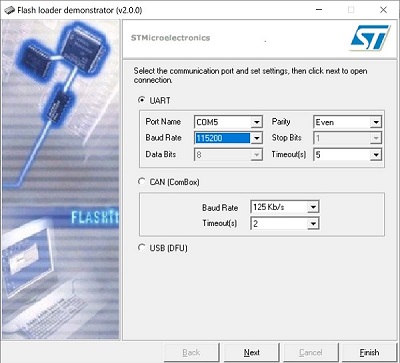 Flash loader demonstrator (v2.0.0)
STMicroelectronics
ST
Select the communication port and set settings, then click next to open
connection.
UART
Port Name COM5 Parity Even
Baud Rate 115200 Stop Bits 1
Data Bits 8 Timeout(s) 5
CAN (ComBox)
Baud Rate 125 Kb/s
Timeout(s) 2
USB (DFU)
Back Next Cancel Finish